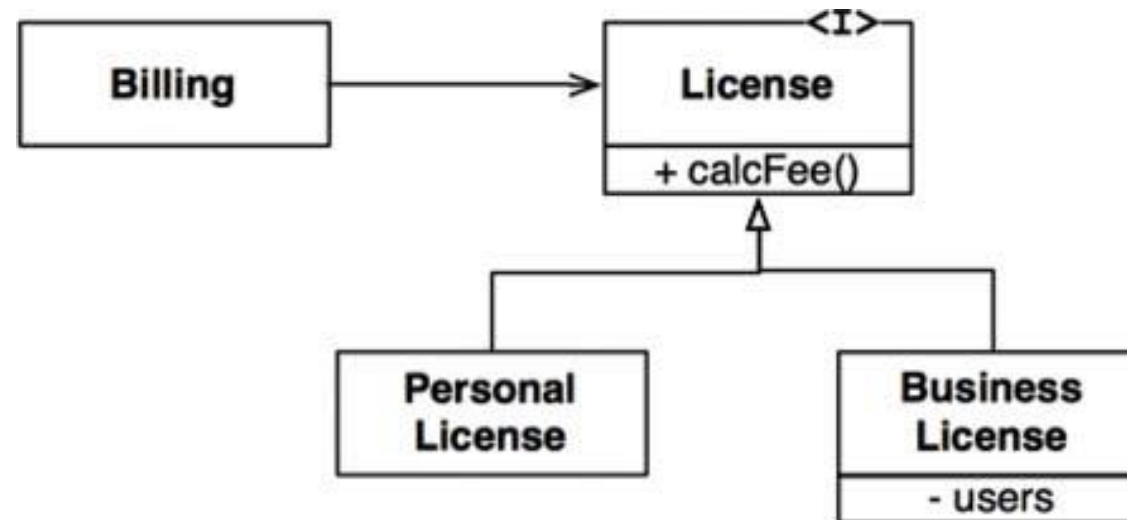 <I>
Billing
License
+ calcFee()
Personal
License
Business
License
- users